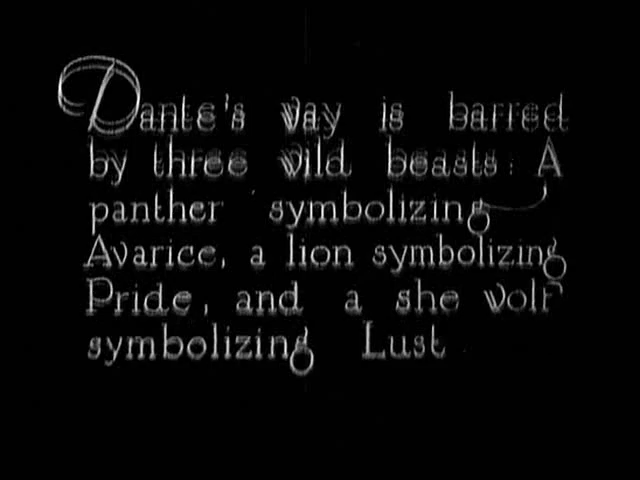 Dante's way is barred
by three wild beasts: A
panther symbolizing
Avarice, a lion symbolizing
Pride, and a she wolf
symbolizing Lust